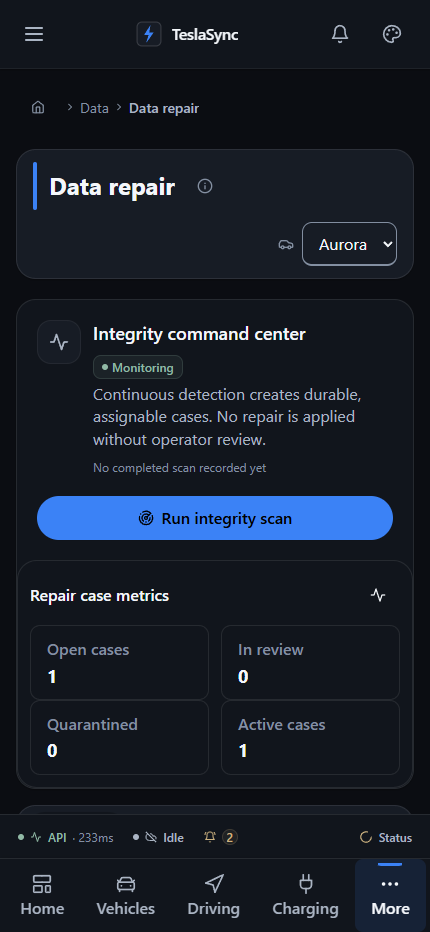 TeslaSync
Data
Data repair
Data repair
Aurora
Integrity command center
Monitoring
Continuous detection creates durable,
assignable cases. No repair is applied
without operator review.
No completed scan recorded yet
Run integrity scan
Repair case metrics
Open cases
1
In review
0
Quarantined
0
Active cases
1
API · 233ms
Idle
2
Status
Home
Vehicles
Driving
Charging
More